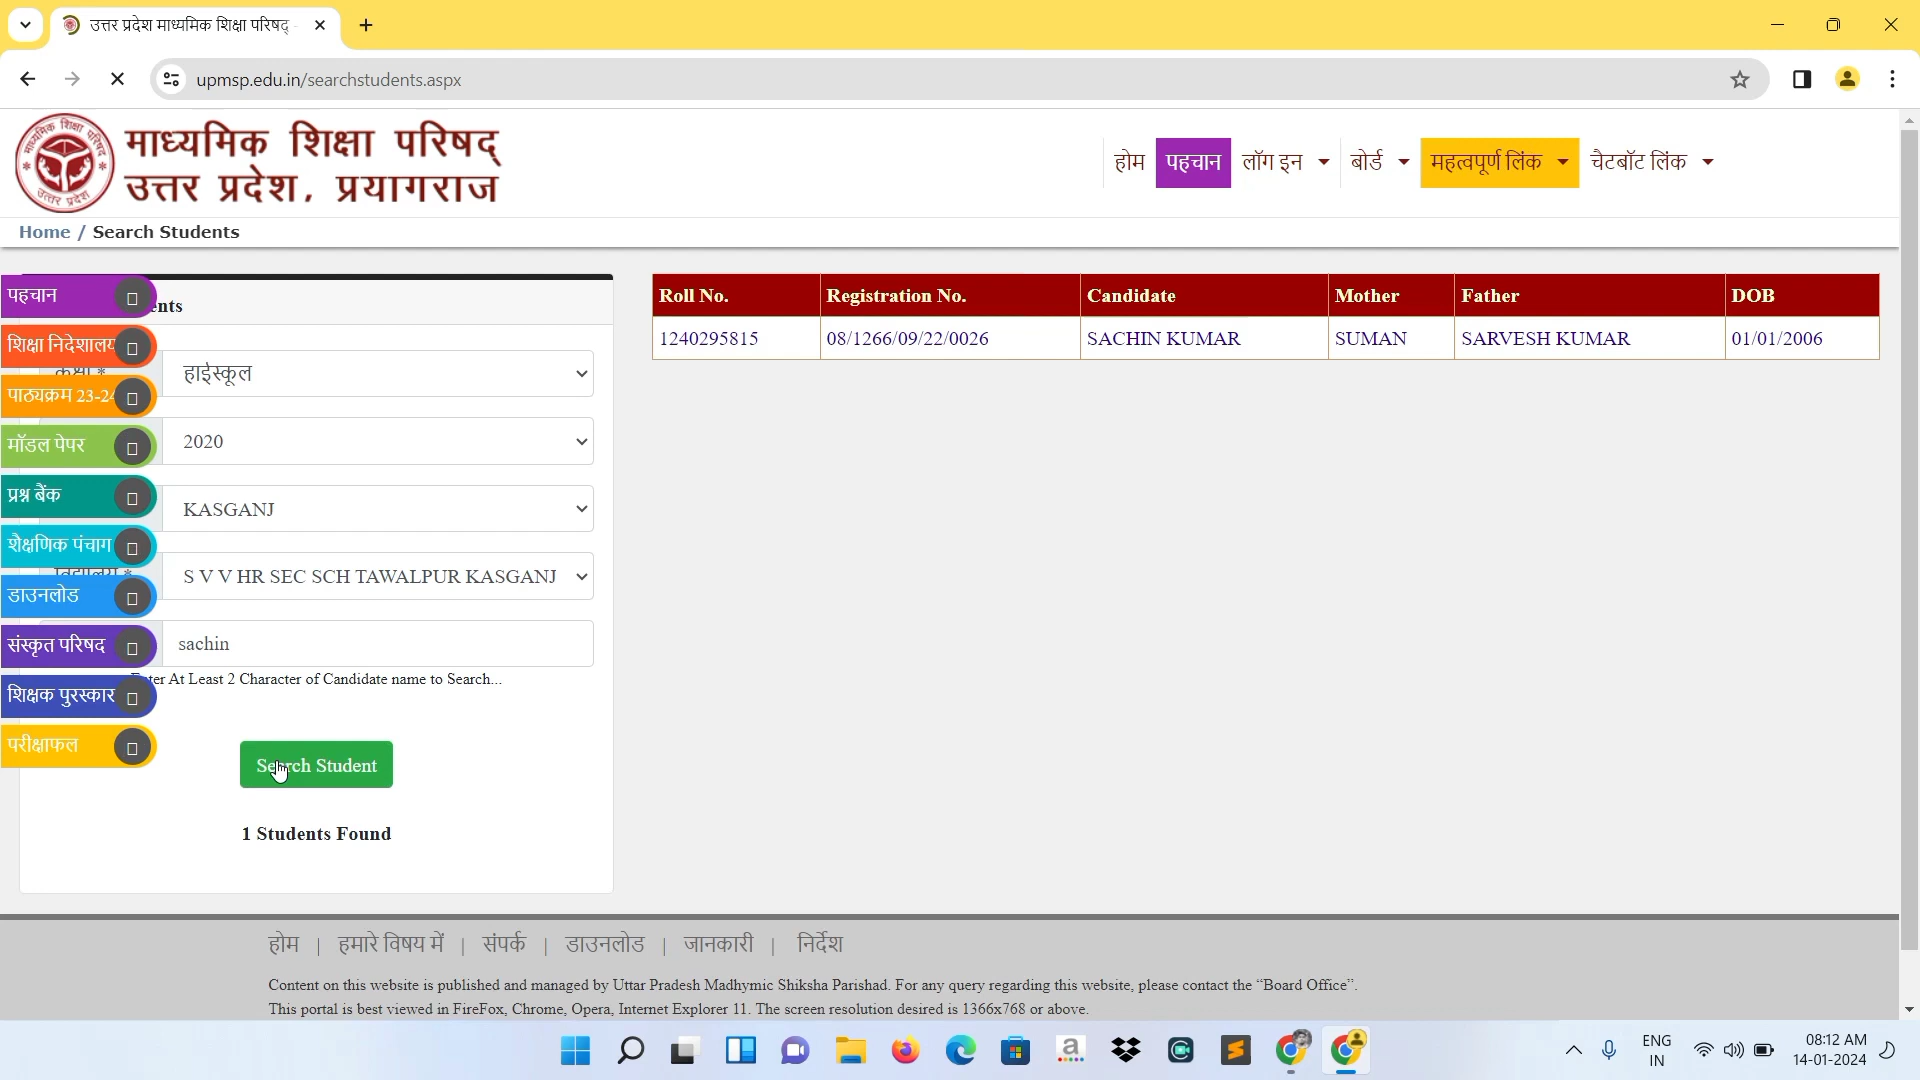 उत्तर प्रदेश माध्यमिक शिक्षा परिषद्
upmsp.edu.in/searchstudents.aspx
माध्यमिक शिक्षा परिषद्
उत्तर प्रदेश, प्रयागराज
होम पहचान लॉग इन बोर्ड महत्वपूर्ण लिंक चैटबॉट लिंक
Home / Search Students
पहचान
शिक्षा निदेशालय
पाठ्यक्रम 23-24
मॉडल पेपर
प्रश्न बैंक
शैक्षणिक पंचाग
डाउनलोड
संस्कृत परिषद
शिक्षक पुरस्कार
परीक्षाफल
हाईस्कूल
2020
KASGANJ
S V V HR SEC SCH TAWALPUR KASGANJ
sachin
At Least 2 Character of Candidate name to Search...
Search Student
1 Students Found
Roll No. Registration No. Candidate Mother Father DOB
1240295815 08/1266/09/22/0026 SACHIN KUMAR SUMAN SARVESH KUMAR 01/01/2006
होम | हमारे विषय में | संपर्क | डाउनलोड | जानकारी | निर्देश
Content on this website is published and managed by Uttar Pradesh Madhymic Shiksha Parishad. For any query regarding this website, please contact the “Board Office”.
This portal is best viewed in FireFox, Chrome, Opera, Internet Explorer 11. The screen resolution desired is 1366x768 or above.
ENG
IN
08:12 AM
14-01-2024